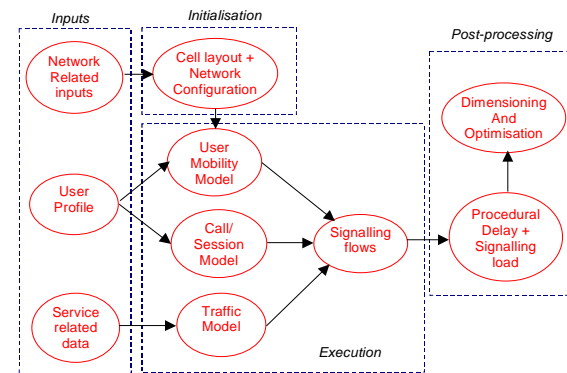 Inputs
Initialisation
Post-processing
Network
Related
inputs
Cell layout +
Network
Configuration
Dimensioning
And
Optimisation
User
Mobility
Model
User
Profile
Call/
Session
Model
Signalling
flows
Procedural
Delay +
Signalling
load
Service
related
data
Traffic
Model
Execution